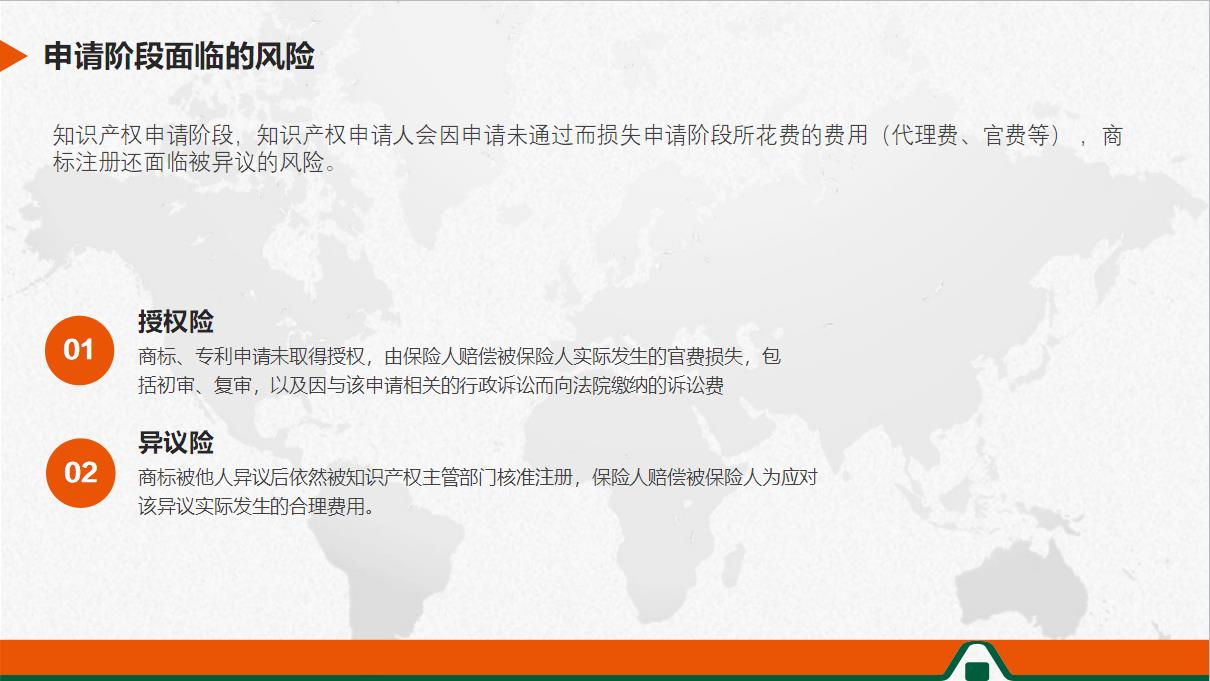 申请阶段面临的风险
知识产权申请阶段，知识产权申请人会因申请未通过而损失申请阶段所花费的费用（代理费、官费等），商
标注册还面临被异议的风险。
01
授权险
商标、专利申请未取得授权，由保险人赔偿被保险人实际发生的官费损失，包
括初审、复审，以及因与该申请相关的行政诉讼而向法院缴纳的诉讼费
02
异议险
商标被他人异议后依然被知识产权主管部门核准注册，保险人赔偿被保险人为应对
该异议实际发生的合理费用。